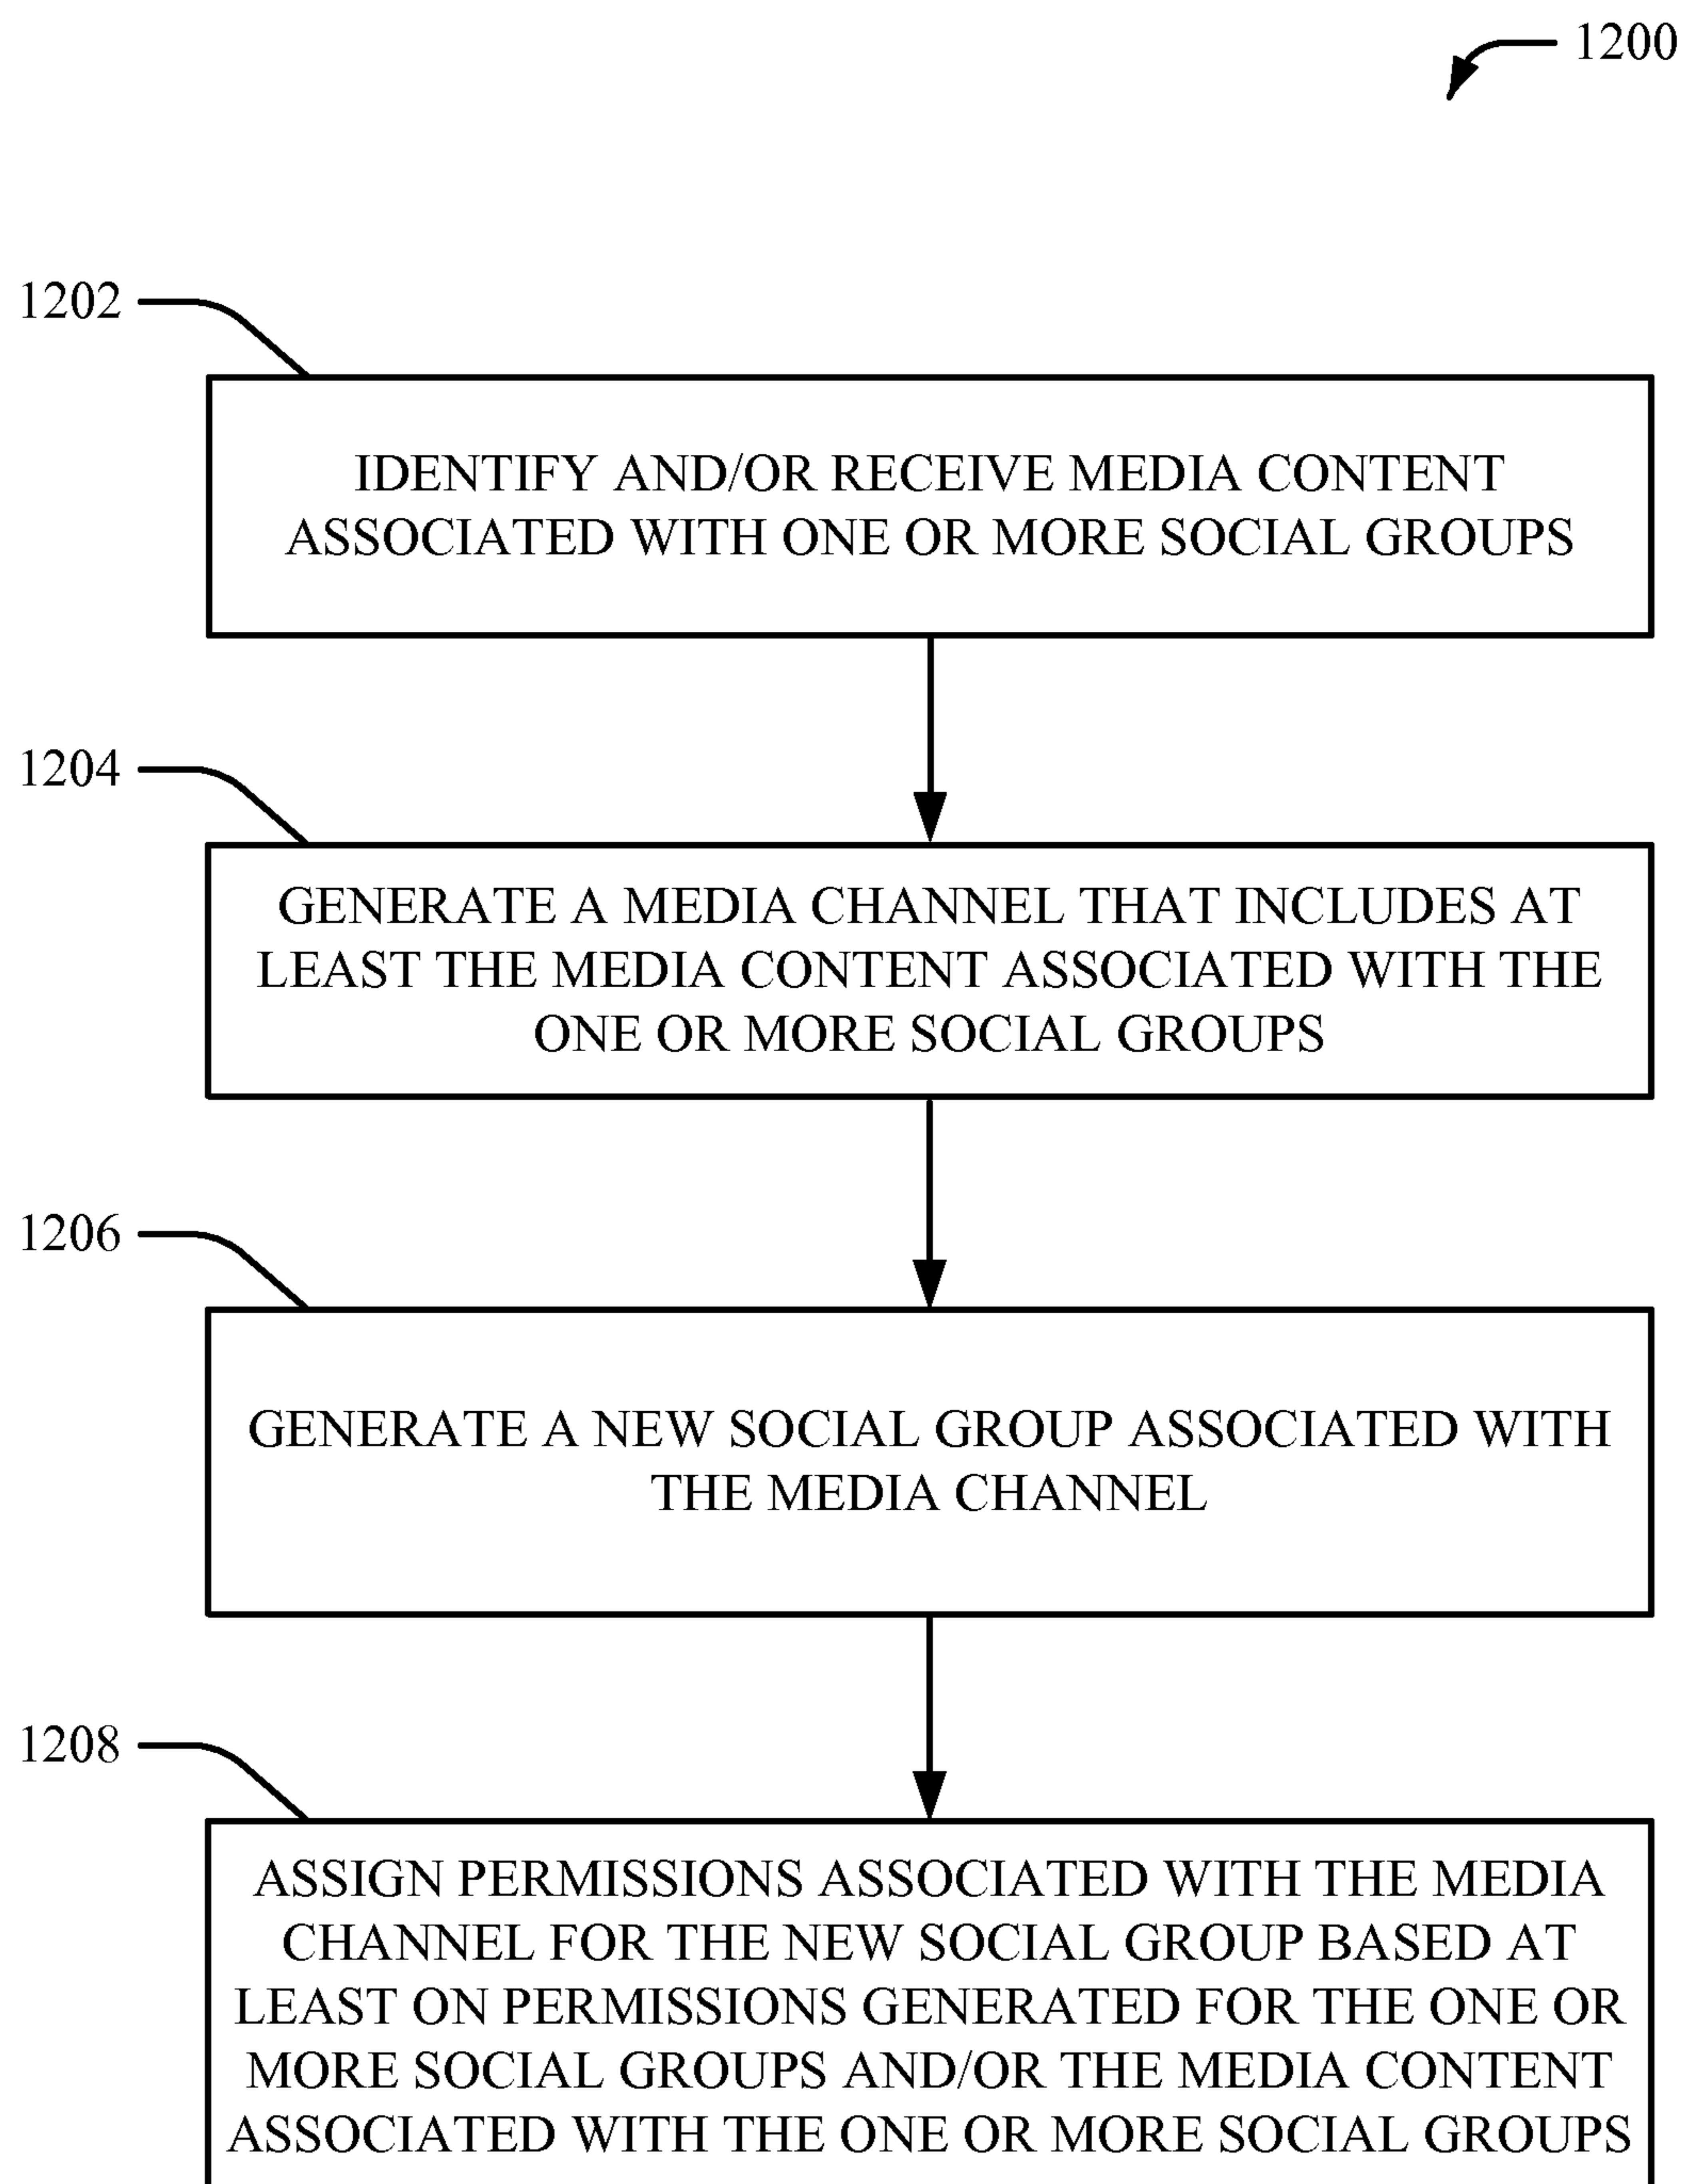 1200
1202
IDENTIFY AND/OR RECEIVE MEDIA CONTENT
ASSOCIATED WITH ONE OR MORE SOCIAL GROUPS
1204
GENERATE A MEDIA CHANNEL THAT INCLUDES AT
LEAST THE MEDIA CONTENT ASSOCIATED WITH THE
ONE OR MORE SOCIAL GROUPS
1206
GENERATE A NEW SOCIAL GROUP ASSOCIATED WITH
THE MEDIA CHANNEL
1208
ASSIGN PERMISSIONS ASSOCIATED WITH THE MEDIA
CHANNEL FOR THE NEW SOCIAL GROUP BASED AT
LEAST ON PERMISSIONS GENERATED FOR THE ONE OR
MORE SOCIAL GROUPS AND/OR THE MEDIA CONTENT
ASSOCIATED WITH THE ONE OR MORE SOCIAL GROUPS